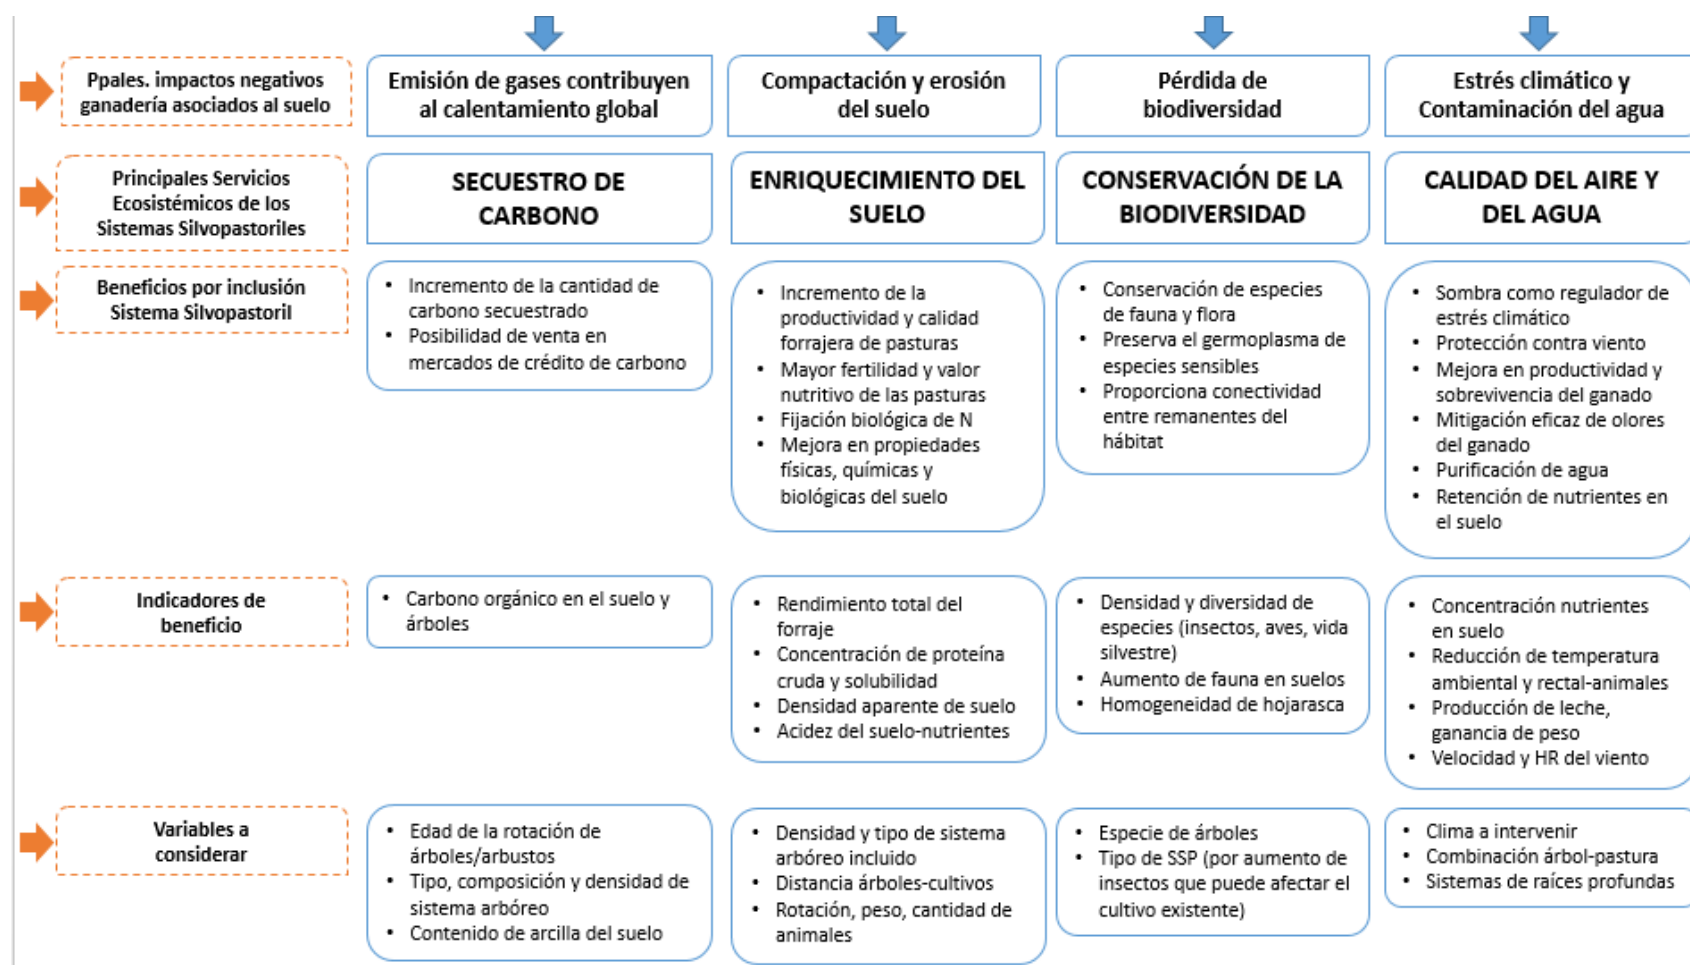 Ppales. impactos negativos
ganadería asociados al suelo
Emisión de gases contribuyen
al calentamiento global
Compactación y erosión
del suelo
Pérdida de
biodiversidad
Estrés climático y
Contaminación del agua
Principales Servicios
Ecosistémicos de los
Sistemas Silvopastoriles
SECUESTRO DE
CARBONO
ENRIQUECIMIENTO DEL
SUELO
CONSERVACIÓN DE LA
BIODIVERSIDAD
CALIDAD DEL AIRE Y
DEL AGUA
Beneficios por inclusión
Sistema Silvopastoril
• Incremento de la cantidad de
carbono secuestrado
• Posibilidad de venta en
mercados de crédito de carbono
• Incremento de la
productividad y calidad
forrajera de pasturas
• Mayor fertilidad y valor
nutritivo de las pasturas
• Fijación biológica de N
• Mejora en propiedades
físicas, químicas y
biológicas del suelo
• Conservación de especies
de fauna y flora
• Preserva el germoplasma de
especies sensibles
• Proporciona conectividad
entre remanentes del
hábitat
• Sombra como regulador de
estrés climático
• Protección contra viento
• Mejora en productividad y
sobrevivencia del ganado
• Mitigación eficaz de olores
del ganado
• Purificación de agua
• Retención de nutrientes en
el suelo
Indicadores de
beneficio
• Carbono orgánico en el suelo y
árboles
• Rendimiento total del
forraje
• Concentración de proteína
cruda y solubilidad
• Densidad aparente de suelo
• Acidez del suelo-nutrientes
• Densidad y diversidad de
especies (insectos, aves, vida
silvestre)
• Aumento de fauna en suelos
• Homogeneidad de hojarasca
• Concentración nutrientes
en suelo
• Reducción de temperatura
ambiental y rectal-animales
• Producción de leche,
ganancia de peso
• Velocidad y HR del viento
Variables a
considerar
• Edad de la rotación de
árboles/arbustos
• Tipo, composición y densidad de
sistema arbóreo
• Contenido de arcilla del suelo
• Densidad y tipo de sistema
arbóreo incluido
• Distancia árboles-cultivos
• Rotación, peso, cantidad de
animales
• Especie de árboles
• Tipo de SSP (por aumento de
insectos que puede afectar el
cultivo existente)
• Clima a intervenir
• Combinación árbol-pastura
• Sistemas de raíces profundas